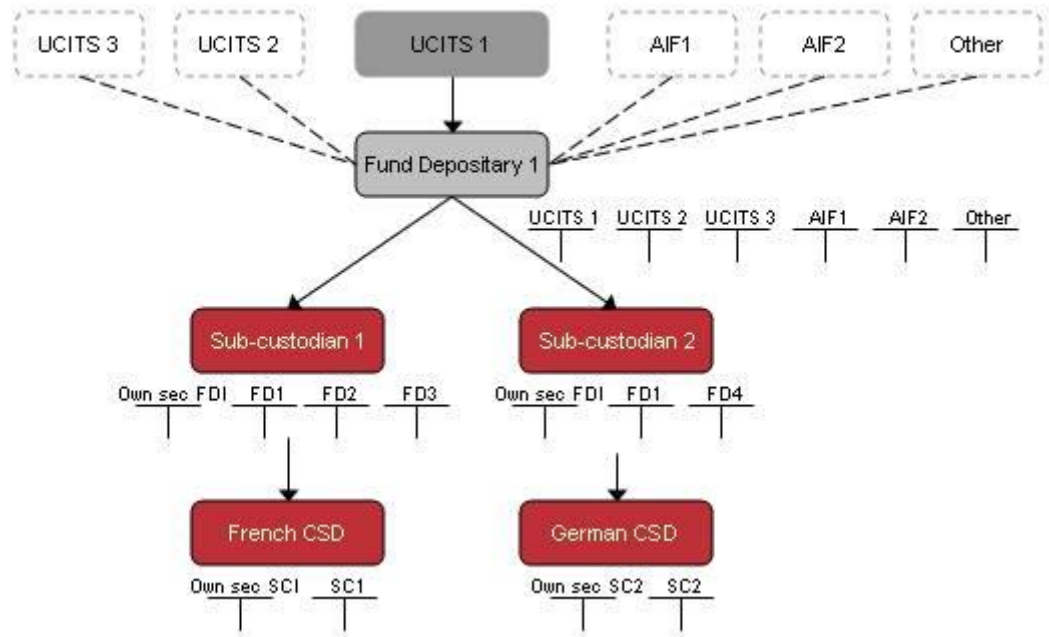 UCITS 3 UCITS 2 UCITS 1 AIF1 AIF2 Other
Fund Depositary 1
UCITS 1 UCITS 2 UCITS 3 AIF1 AIF2 Other
Sub-custodian 1 Sub-custodian 2
Own sec FDI FD1 FD2 FD3 Own sec FDI FD1 FD4
French CSD German CSD
Own sec SCI SC1 Own sec SC2 SC2